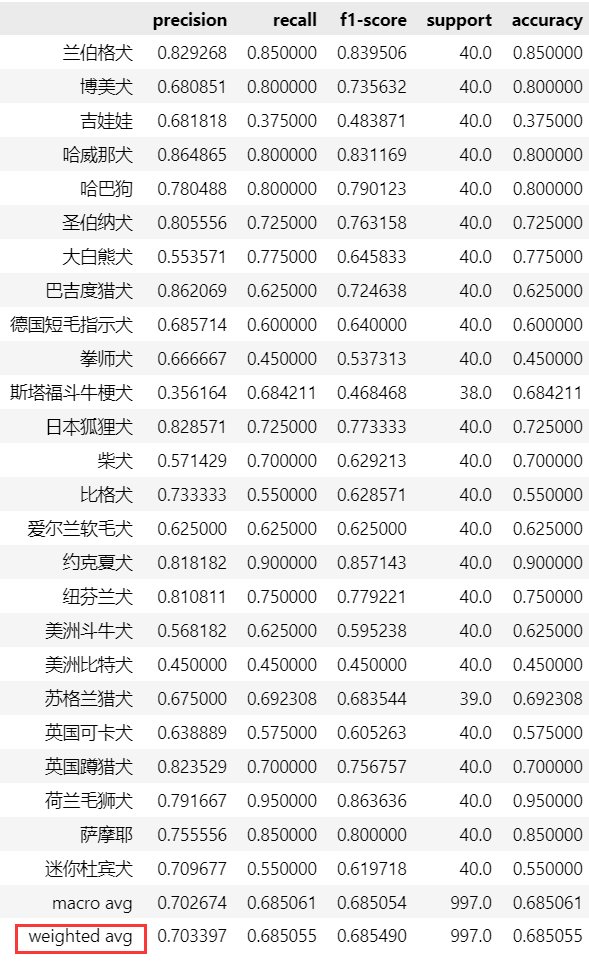 precision recall f1-score support accuracy
兰伯格犬 0.829268 0.850000 0.839506 40.0 0.850000
博美犬 0.680851 0.800000 0.735632 40.0 0.800000
吉娃娃 0.681818 0.375000 0.483871 40.0 0.375000
哈威那犬 0.864865 0.800000 0.831169 40.0 0.800000
哈巴狗 0.780488 0.800000 0.790123 40.0 0.800000
圣伯纳犬 0.805556 0.725000 0.763158 40.0 0.725000
大白熊犬 0.553571 0.775000 0.645833 40.0 0.775000
巴吉度猎犬 0.862069 0.625000 0.724638 40.0 0.625000
德国短毛指示犬 0.685714 0.600000 0.640000 40.0 0.600000
拳师犬 0.666667 0.450000 0.537313 40.0 0.450000
斯塔福斗牛梗犬 0.356164 0.684211 0.468468 38.0 0.684211
日本狐狸犬 0.828571 0.725000 0.773333 40.0 0.725000
柴犬 0.571429 0.700000 0.629213 40.0 0.700000
比格犬 0.733333 0.550000 0.628571 40.0 0.550000
爱尔兰软毛犬 0.625000 0.625000 0.625000 40.0 0.625000
约克夏犬 0.818182 0.900000 0.857143 40.0 0.900000
纽芬兰犬 0.810811 0.750000 0.779221 40.0 0.750000
美洲斗牛犬 0.568182 0.625000 0.595238 40.0 0.625000
美洲比特犬 0.450000 0.450000 0.450000 40.0 0.450000
苏格兰猎犬 0.675000 0.692308 0.683544 39.0 0.692308
英国可卡犬 0.638889 0.575000 0.605263 40.0 0.575000
英国蹲猎犬 0.823529 0.700000 0.756757 40.0 0.700000
荷兰毛狮犬 0.791667 0.950000 0.863636 40.0 0.950000
萨摩耶 0.755556 0.850000 0.800000 40.0 0.850000
迷你杜宾犬 0.709677 0.550000 0.619718 40.0 0.550000
macro avg 0.702674 0.685061 0.685054 997.0 0.685061
weighted avg 0.703397 0.685055 0.685490 997.0 0.685055